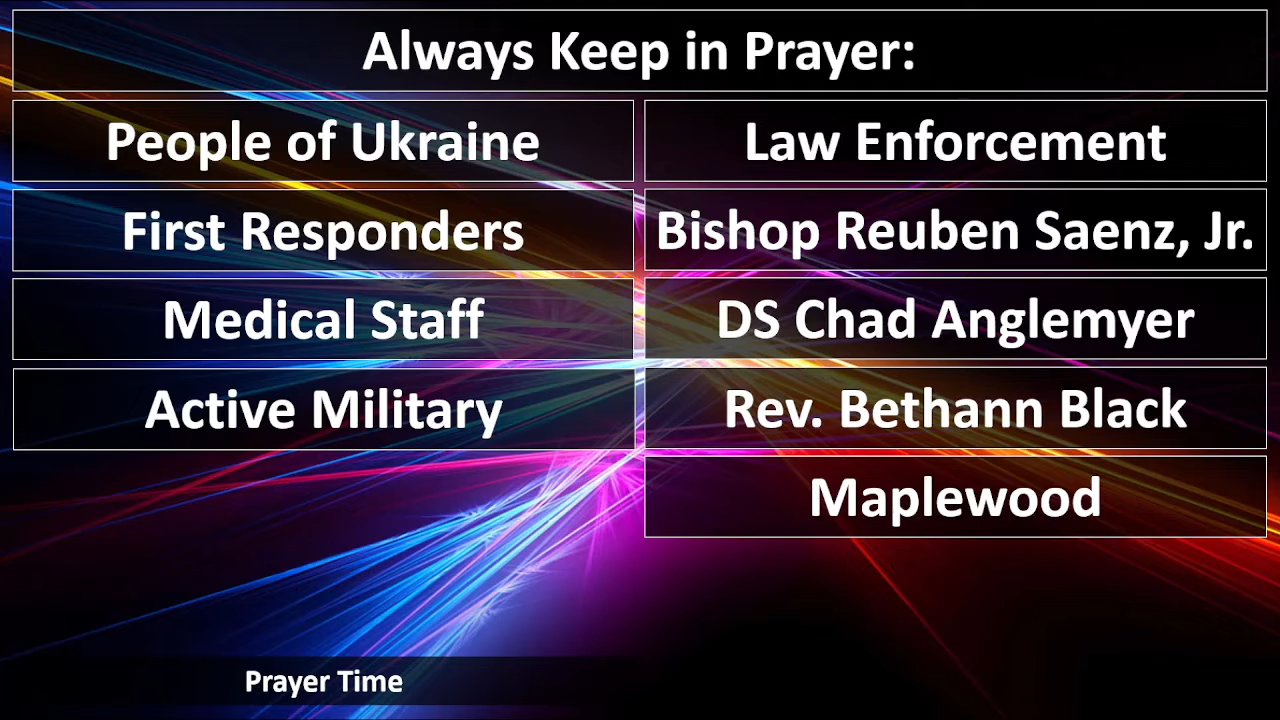 Always Keep in Prayer:
People of Ukraine
Law Enforcement
First Responders
Bishop Reuben Saenz, Jr.
Medical Staff
DS Chad Anglemyer
Active Military
Rev. Bethann Black
Maplewood
Prayer Time